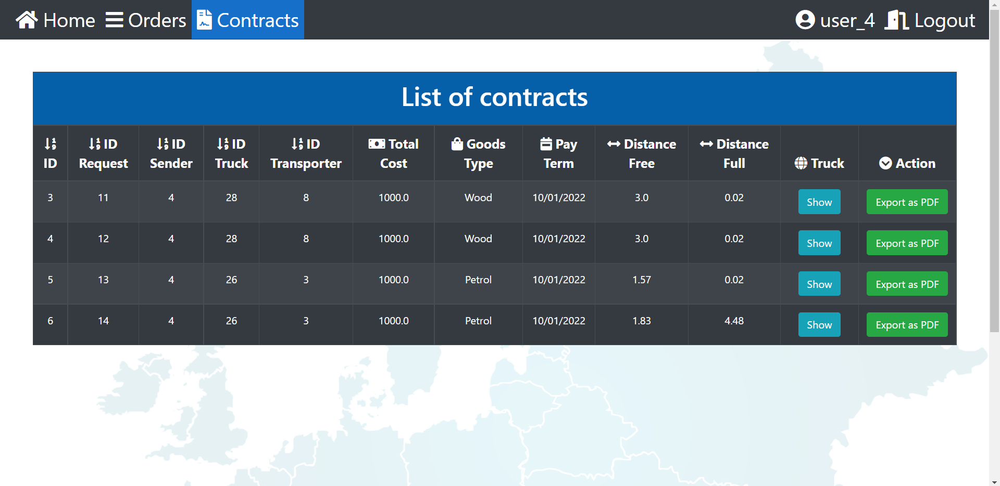 Home Orders Contracts user_4 Logout
List of contracts
ID ID Request ID Sender ID Truck ID Transporter Total Cost Goods Type Pay Term Distance Free Distance Full Truck Action
3 11 4 28 8 1000.0 Wood 10/01/2022 3.0 0.02 Show Export as PDF
4 12 4 28 8 1000.0 Wood 10/01/2022 3.0 0.02 Show Export as PDF
5 13 4 26 3 1000.0 Petrol 10/01/2022 1.57 0.02 Show Export as PDF
6 14 4 26 3 1000.0 Petrol 10/01/2022 1.83 4.48 Show Export as PDF